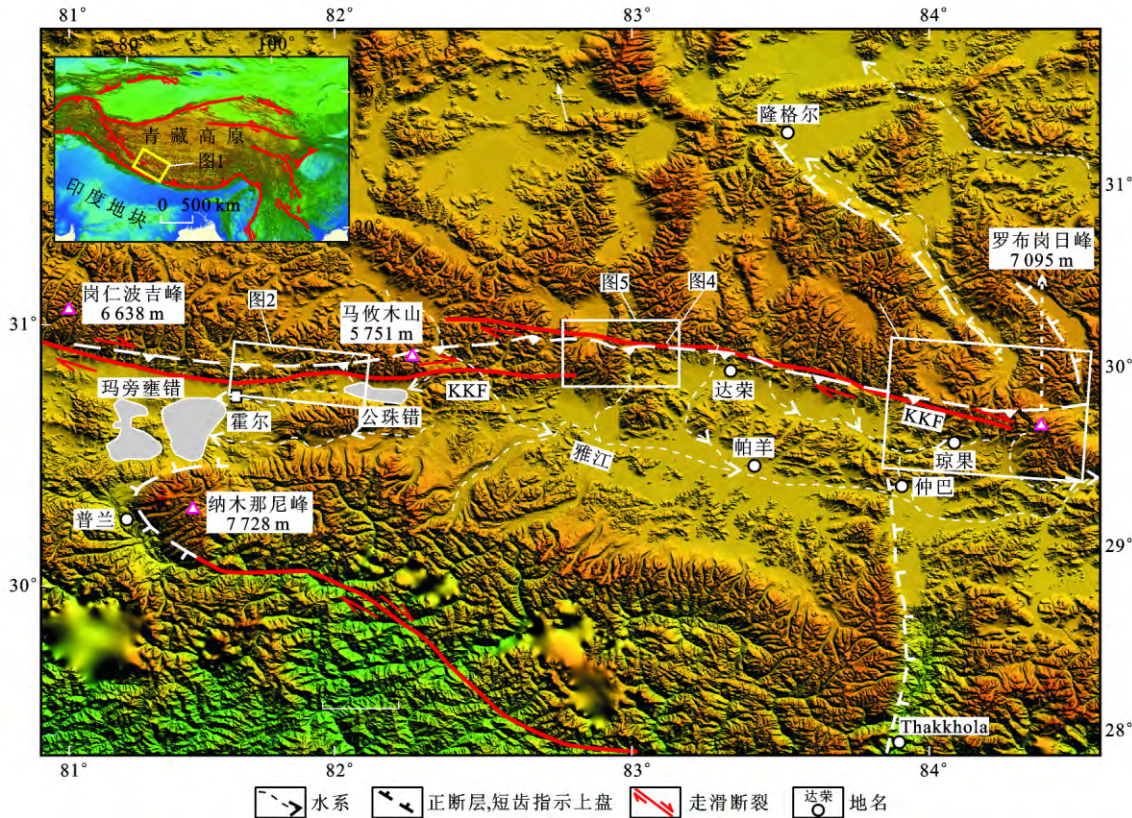 81°
82°
83°
84°
80°
100°
40°
青藏高原
图1
印度地块
0 500 km
30°
隆格尔
31°
罗布岗日峰
7 095 m
岗仁波吉峰
6 638 m
图2
马攸木山
5 751 m
图5
图4
31°
30°
玛旁雍错
霍尔
公珠错
KKF
达荣
KKF
琼果
雅江
帕羊
仲巴
普兰
纳木那尼峰
7 728 m
29°
30°
Thakkhola
28°
81°
82°
83°
84°
水系
正断层,短齿指示上盘
走滑断裂
达荣
地名